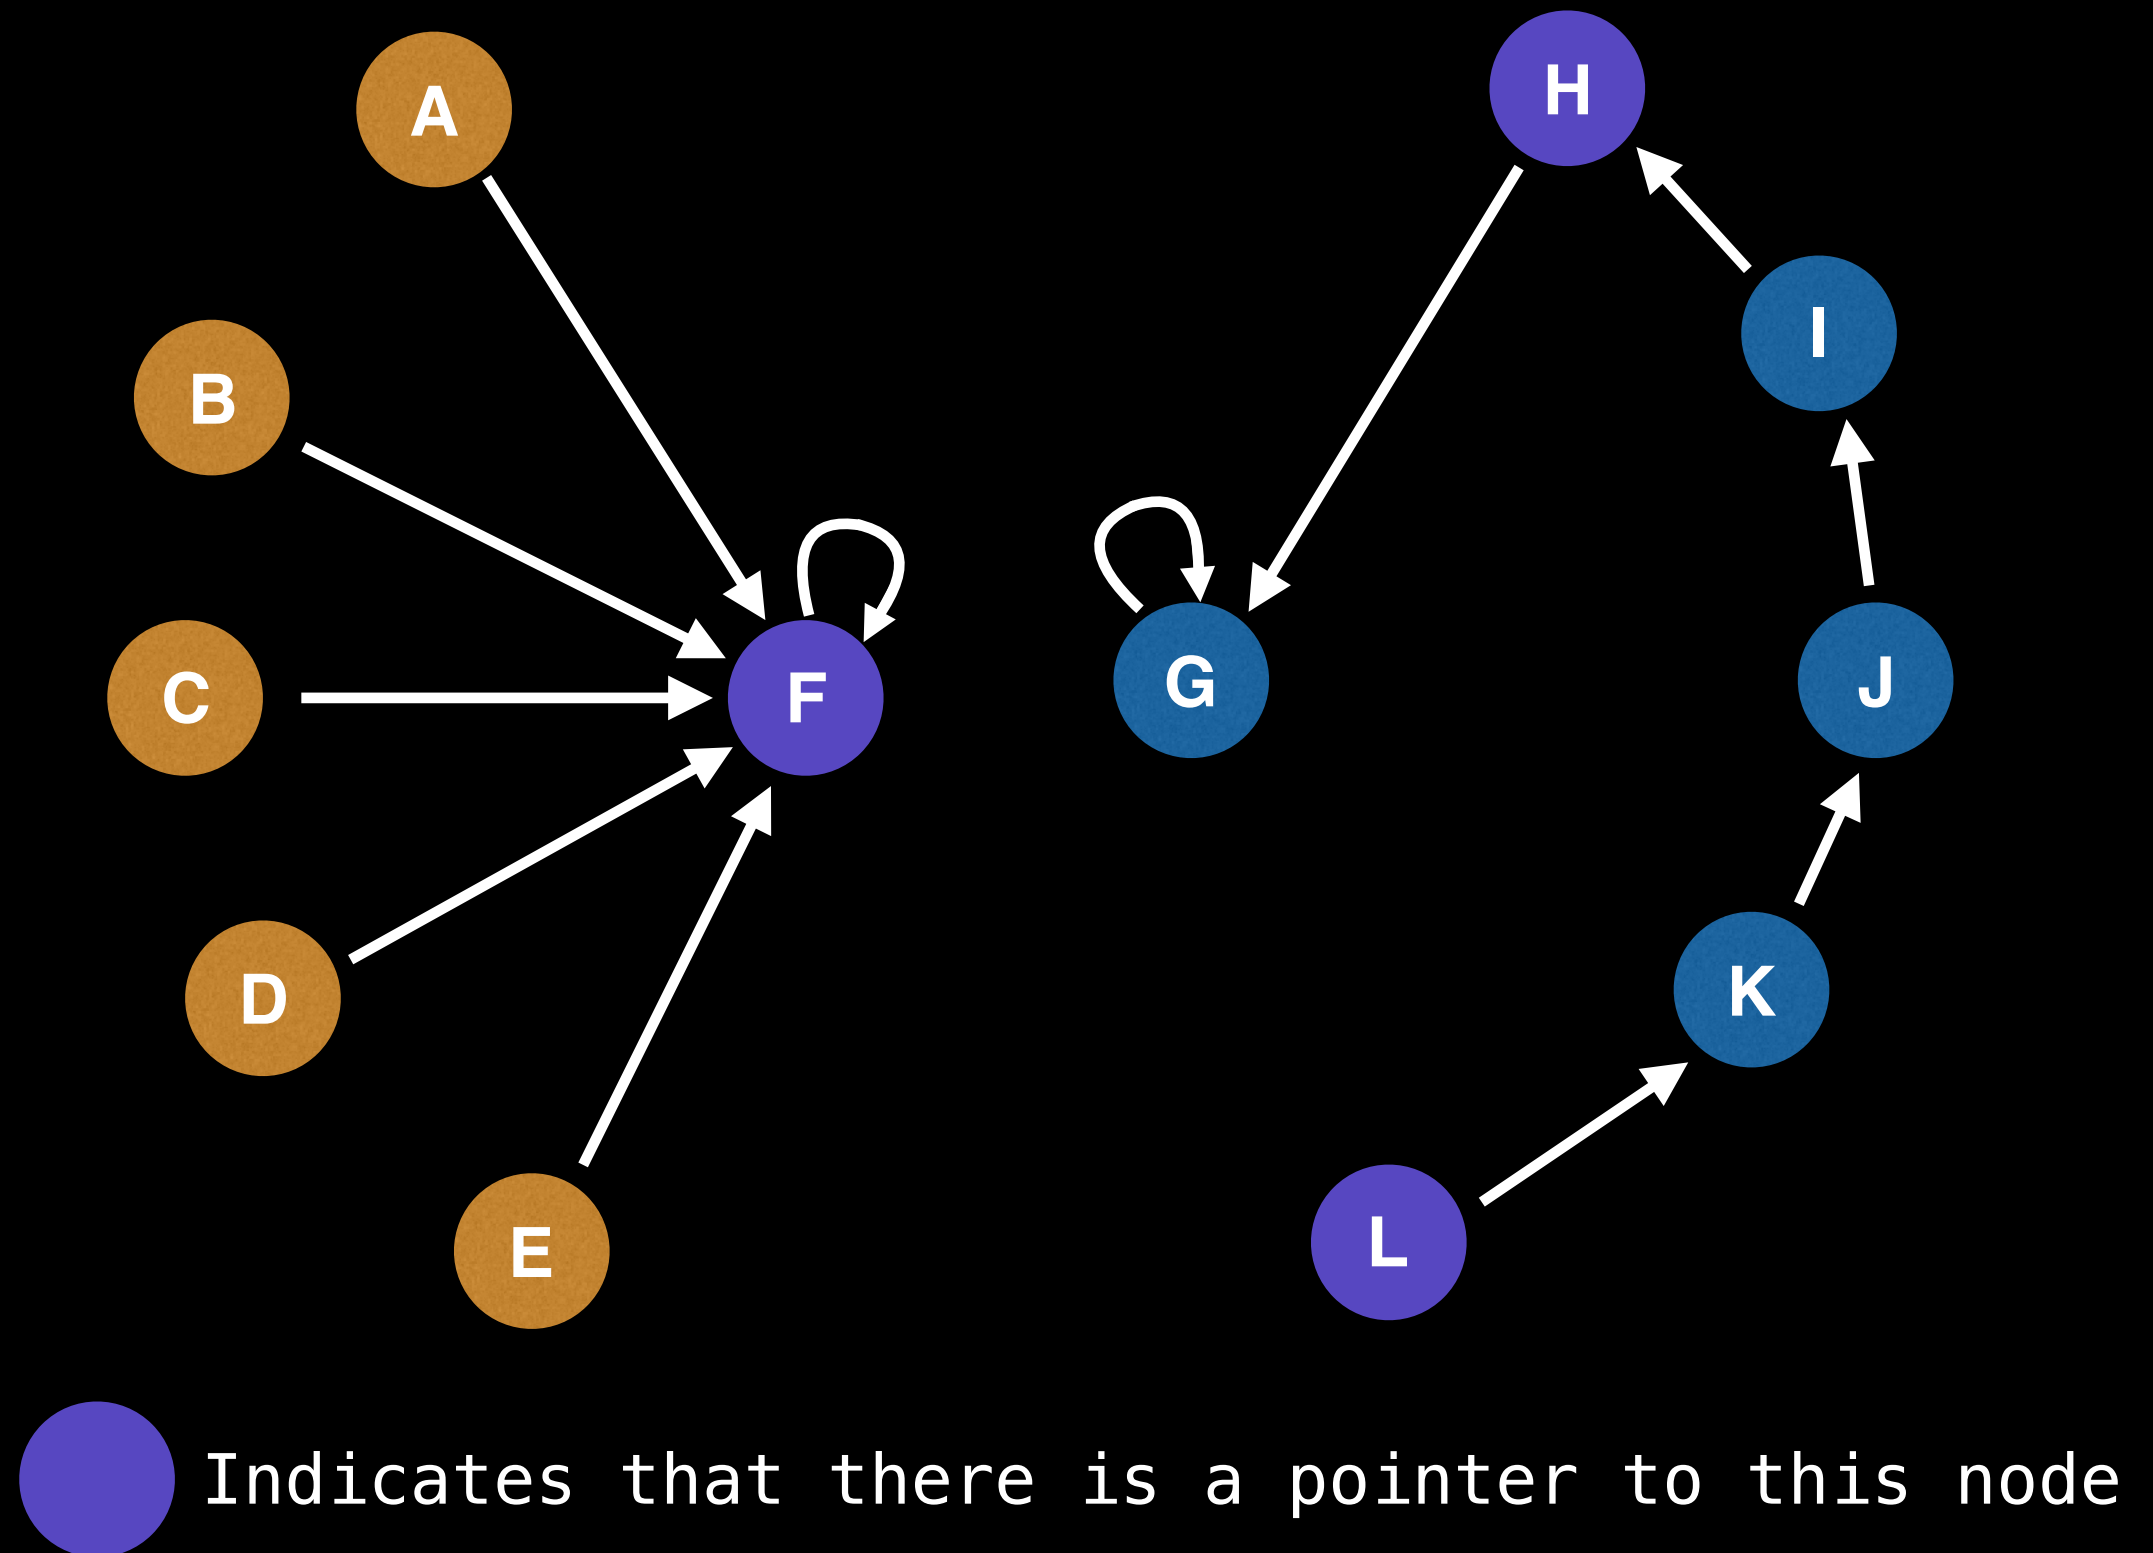 A
H
I
B
F
G
C
J
D
K
E
L
Indicates that there is a pointer to this node